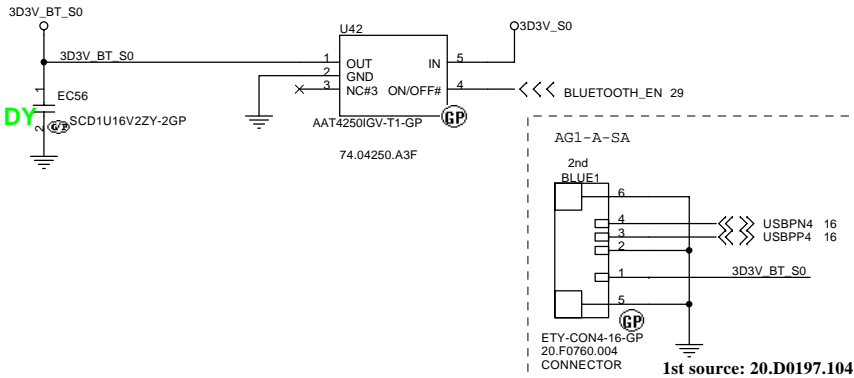 3D3V_BT_S0
3D3V_BT_S0
1
EC56
DY
SCD1U16V2ZY-2GP
2
G/P
U42
3D3V_S0
1 OUT IN 5
2 GND
3 NC#3 ON/OFF# 4
BLUETOOTH_EN 29
AAT4250IGV-T1-GP
GP
74.04250.A3F
AG1-A-SA
2nd
BLUE1
6
4 USBPN4 16
3 USBPP4 16
2
1 3D3V_BT_S0
5
GP
ETY-CON4-16-GP
20.F0760.004
CONNECTOR
1st source: 20.D0197.104